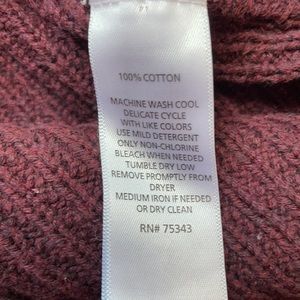 100% COTTON
MACHINE WASH COOL
DELICATE CYCLE
WITH LIKE COLORS
USE MILD DETERGENT
ONLY NON-CHLORINE
BLEACH WHEN NEEDED
TUMBLE DRY LOW
REMOVE PROMPTLY FROM
DRYER
MEDIUM IRON IF NEEDED
OR DRY CLEAN
RN# 75343